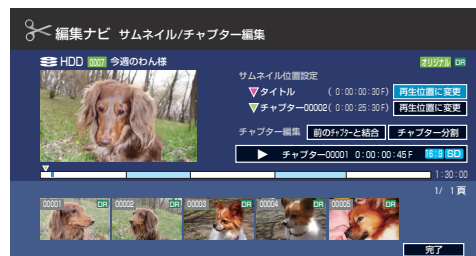 編集ナビ サムネイル/チャプター編集
HDD 0007 今週のわん様
オリジナル DR
サムネイル位置設定
タイトル ( 0:00:00:30F) 再生位置に変更
チャプター00002( 0:00:25:30F) 再生位置に変更
チャプター編集 前のチャプターと結合 チャプター分割
チャプター00001 0:00:00:45F 16:9 SD
1:30:00
1/ 1頁
00001 DR 00002 DR 00003 DR 00004 DR 00005 DR
完了